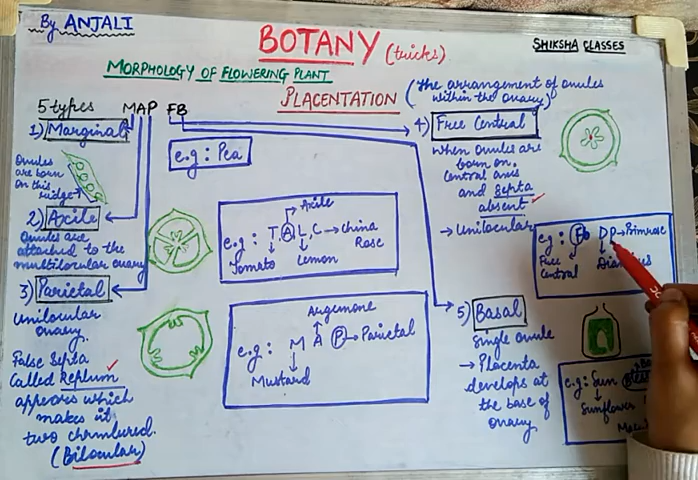 By ANJALI
BOTANY (tricks)
SHIKSHA CLASSES
MORPHOLOGY OF FLOWERING PLANT
PLACENTATION
(The arrangement of ovules
within the ovary)
5 types MAP FB
1) Marginal
Ovules
are born
on this
ridge
e.g: Pea
2) Axile
Ovules are
attached to the
multilocular ovary
Axile
e.g: T A L, C → China
Rose
Tomato Lemon
3) Parietal
Unilocular
ovary.
False Septa
Called Replum
appears which
makes it
two chambured.
(Bilocular)
Augemone
e.g: M A P → Parietal
Mustard
4) Free Central
when ovules are
born on
central axis
and Septa
absent
→ Unilocular
e.g: Fb D P → Primrose
Free
Central
5) Basal
Single ovule
→ Placenta
develops at
the base of
ovary
e.g: Sun
Sunflower